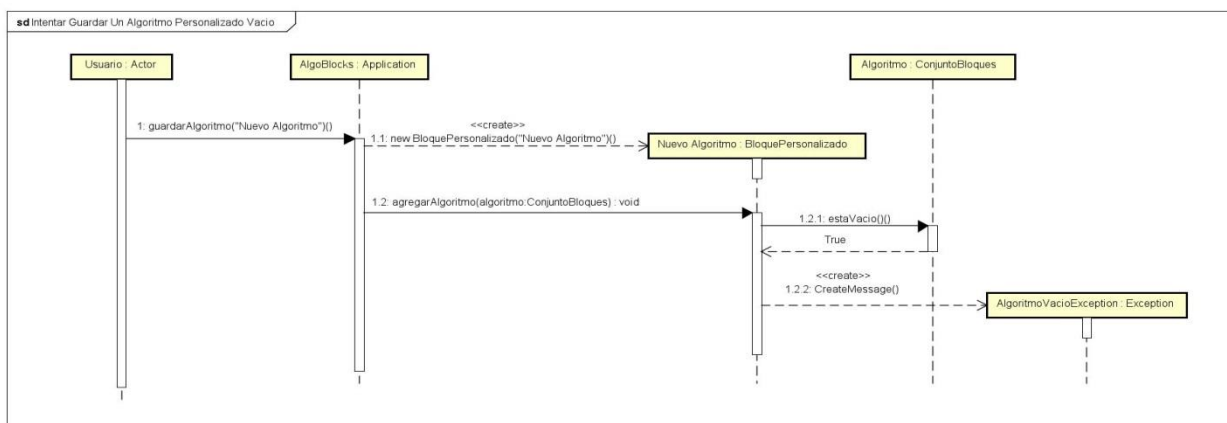 sd Intentar Guardar Un Algoritmo Personalizado Vacio
Usuario : Actor
AlgoBlocks : Application
Algoritmo : ConjuntoBloques
1: guardarAlgoritmo("Nuevo Algoritmo")()
<<create>>
1.1: new BloquePersonalizado("Nuevo Algoritmo")()
Nuevo Algoritmo : BloquePersonalizado
1.2: agregarAlgoritmo(algoritmo:ConjuntoBloques) : void
1.2.1: estaVacio()()
True
<<create>>
1.2.2: CreateMessage()
AlgoritmoVacioException : Exception